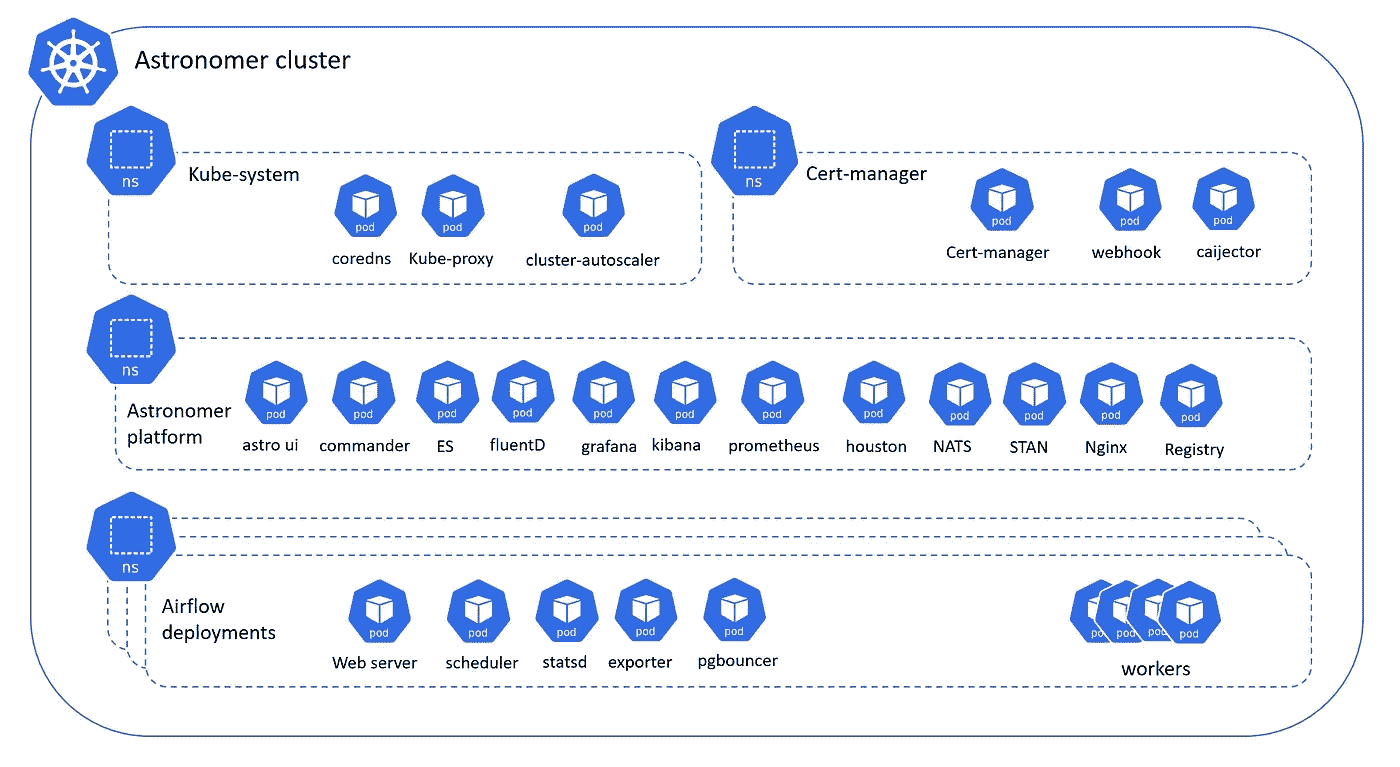 Astronomer cluster
ns
Kube-system
pod
pod
pod
coredns
Kube-proxy
cluster-autoscaler
ns
Cert-manager
pod
pod
pod
Cert-manager
webhook
caijector
ns
Astronomer
platform
pod
pod
pod
pod
pod
pod
pod
pod
pod
pod
pod
pod
astro ui
commander
ES
fluentD
grafana
kibana
prometheus
houston
NATS
STAN
Nginx
Registry
ns
Airflow
deployments
pod
pod
pod
pod
pod
Web server
scheduler
statsd
exporter
pgbouncer
po
pod
pod
pod
workers